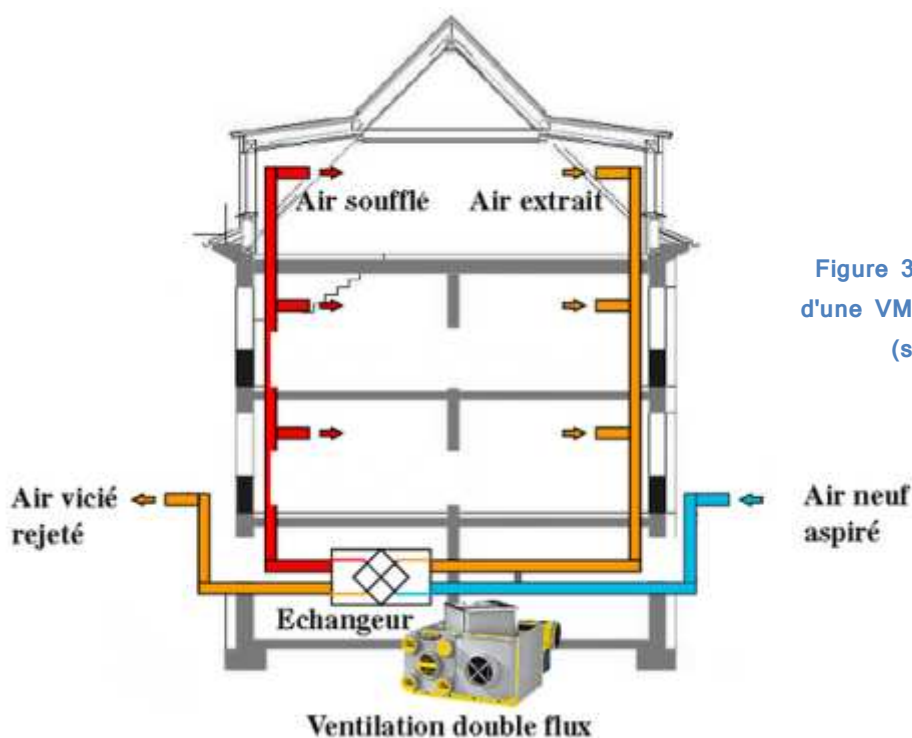 Air soufflé
Air extrait
Figure 3
d'une VM
(s
Air vicié
rejeté
Air neuf
aspiré
Echangeur
Ventilation double flux